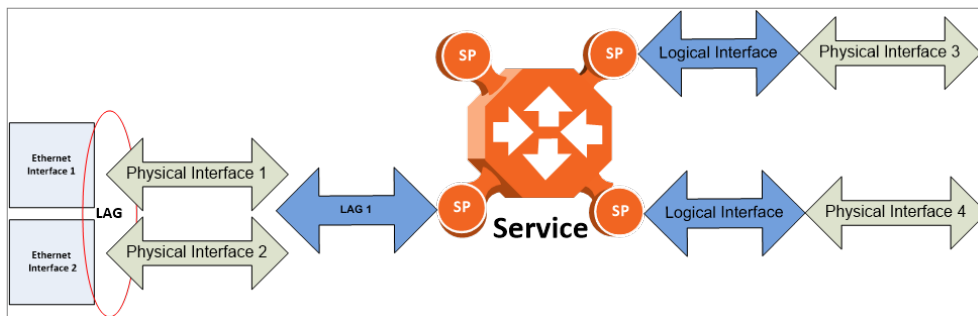 SP
SP
Logical Interface
Physical Interface 3
Ethernet
Interface 1
Physical Interface 1
LAG
LAG 1
SP
Service
SP
Logical Interface
Physical Interface 4
Ethernet
Interface 2
Physical Interface 2